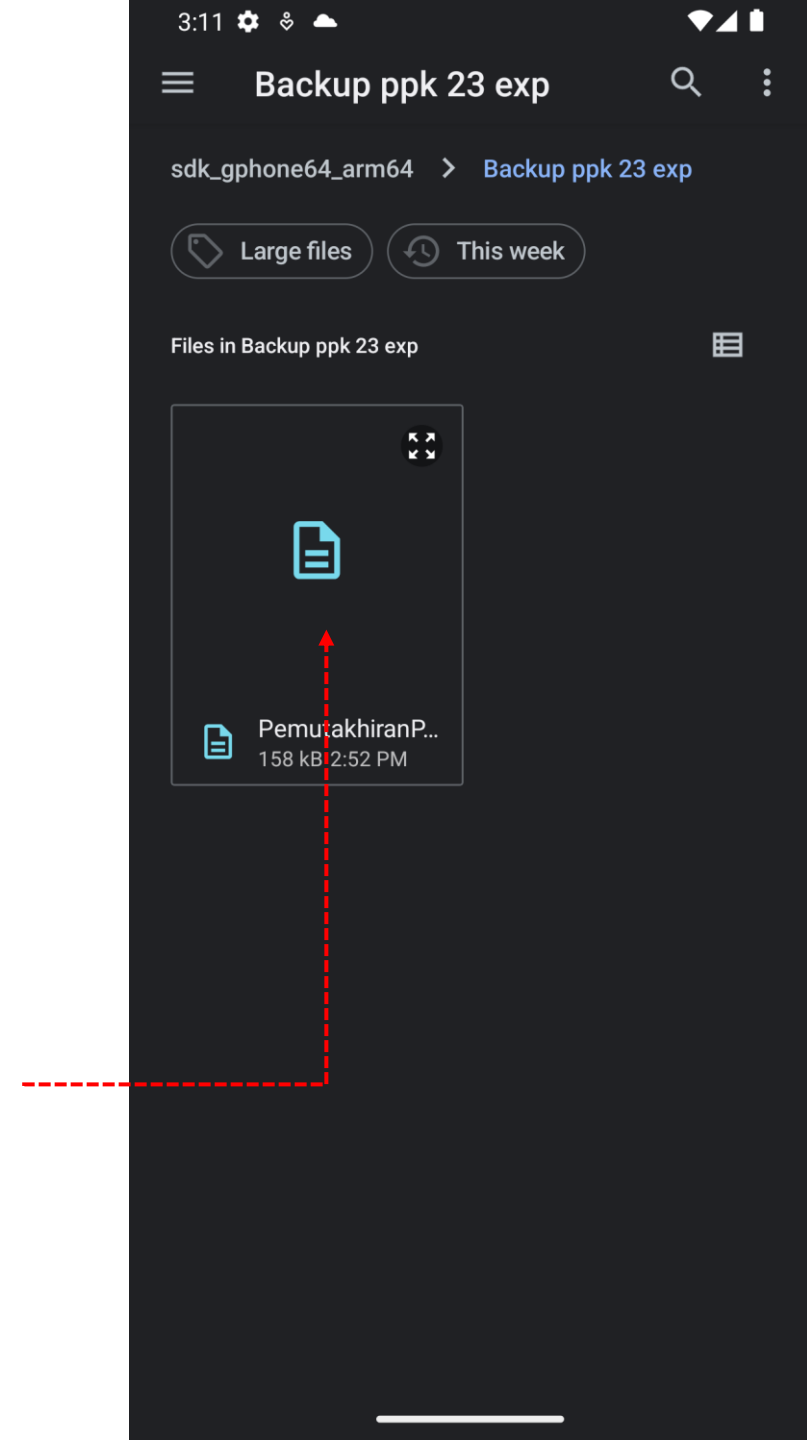 3:11
Backup ppk 23 exp
sdk_gphone64_arm64 > Backup ppk 23 exp
Large files
This week
Files in Backup ppk 23 exp
PemutakhiranP...
158 kB 2:52 PM